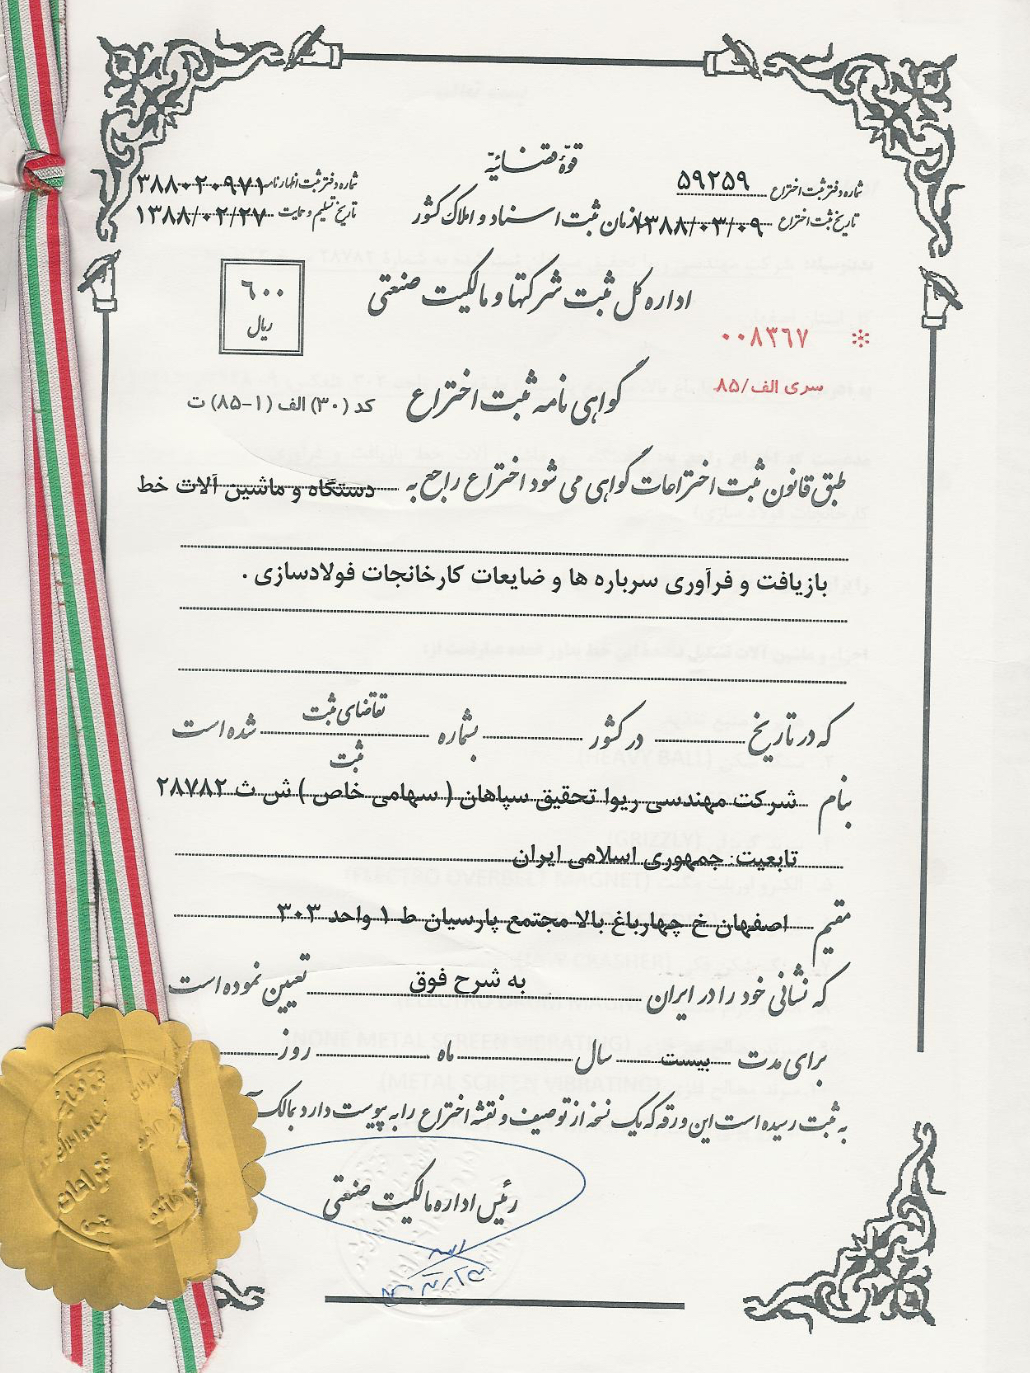 قوّهٔ قضائیّه
شماره دفتر ثبت اختراع ۵۹۲۵۹
شماره دفتر ثبت اظهارنامه ۳۸۸۰۲۰۹۷۱
سازمان ثبت اسناد و املاک کشور
تاریخ ثبت اختراع ۱۳۸۸/۰۳/۰۹
تاریخ تسلیم و حمایت ۱۳۸۸/۰۲/۲۷
اداره کل ثبت شرکتها و مالکیت صنعتی
۶۰۰
ریال
* ۰۰۸۳۶۷
سری الف/۸۵
گواهی نامه ثبت اختراع
کد (۳۰) الف (۱-۸۵) ت
طبق قانون ثبت اختراعات گواهی می شود اختراع راجع به دستگاه و ماشین آلات خط
بازیافت و فرآوری سرباره ها و ضایعات کارخانجات فولادسازی .
که در تاریخ در کشور بشماره تقاضای ثبت ثبت شده است
بنام شرکت مهندسی ریوا تحقیق سپاهان ( سهامی خاص ) ش ث ۲۸۷۸۲
تابعیت: جمهوری اسلامی ایران
مقیم اصفهان خ چهارباغ بالا مجتمع پارسیان ط ۱ واحد ۳۰۳
که نشانی خود را در ایران به شرح فوق تعیین نموده است
برای مدت بیست سال ماه روز
به ثبت رسیده است این ورقه که یک نسخه از توصیف و نقشه اختراع را به پیوست دارد بمالک
رئیس اداره مالکیت صنعتی